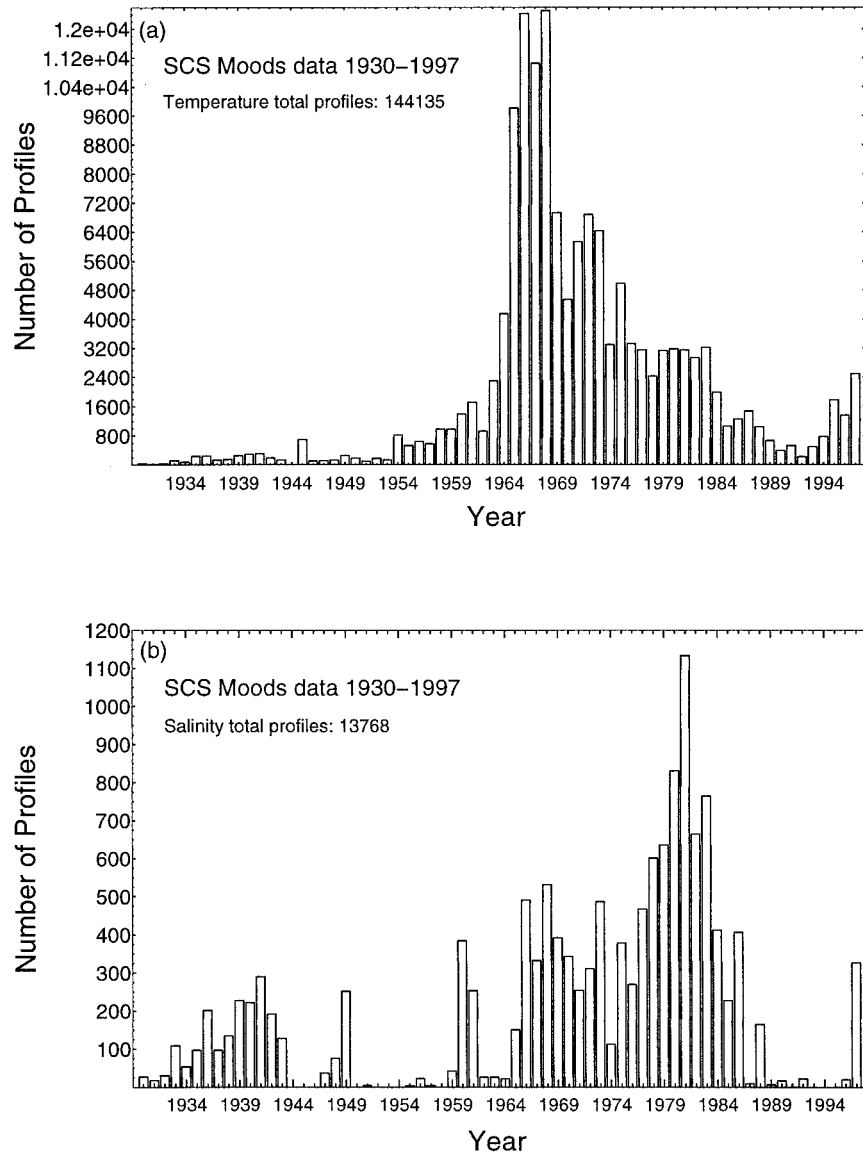 (a)
SCS Moods data 1930−1997
Temperature total profiles: 144135
Number of Profiles
1.2e+04
1.12e+04
1.04e+04
9600
8800
8000
7200
6400
5600
4800
4000
3200
2400
1600
800
1934 1939 1944 1949 1954 1959 1964 1969 1974 1979 1984 1989 1994
Year
(b)
SCS Moods data 1930−1997
Salinity total profiles: 13768
Number of Profiles
1200
1100
1000
900
800
700
600
500
400
300
200
100
1934 1939 1944 1949 1954 1959 1964 1969 1974 1979 1984 1989 1994
Year